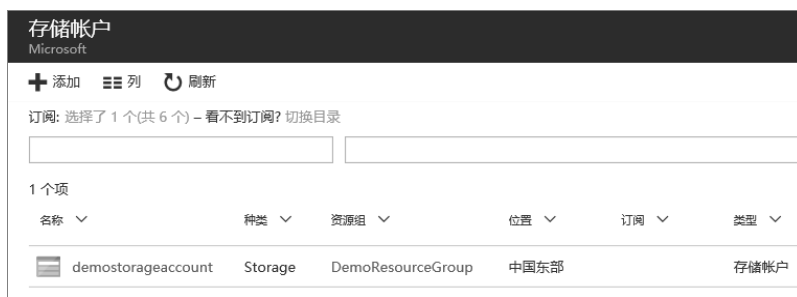 存储帐户
Microsoft
添加 列 刷新
订阅: 选择了 1 个(共 6 个) – 看不到订阅? 切换目录
1 个项
名称 种类 资源组 位置 订阅 类型
demostorageaccount Storage DemoResourceGroup 中国东部 存储帐户